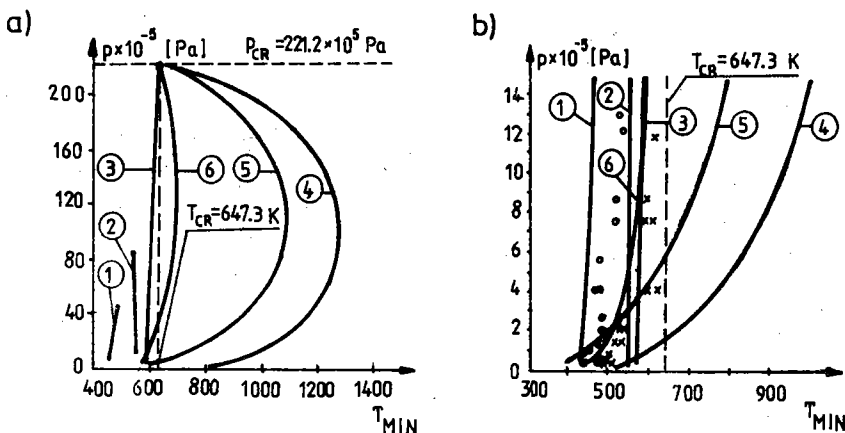 a)
p×10⁻⁵ [Pa]
P_CR=221.2×10⁵ Pa
200
160
120
80
40
0
3
6
5
4
T_CR=647.3 K
2
1
400 600 800 1000 1200 1400
T_MIN
b)
p×10⁻⁵ [Pa]
T_CR=647.3 K
14
12
10
8
6
4
2
0
1
2
3
5
4
6
300 500 700 900
T_MIN